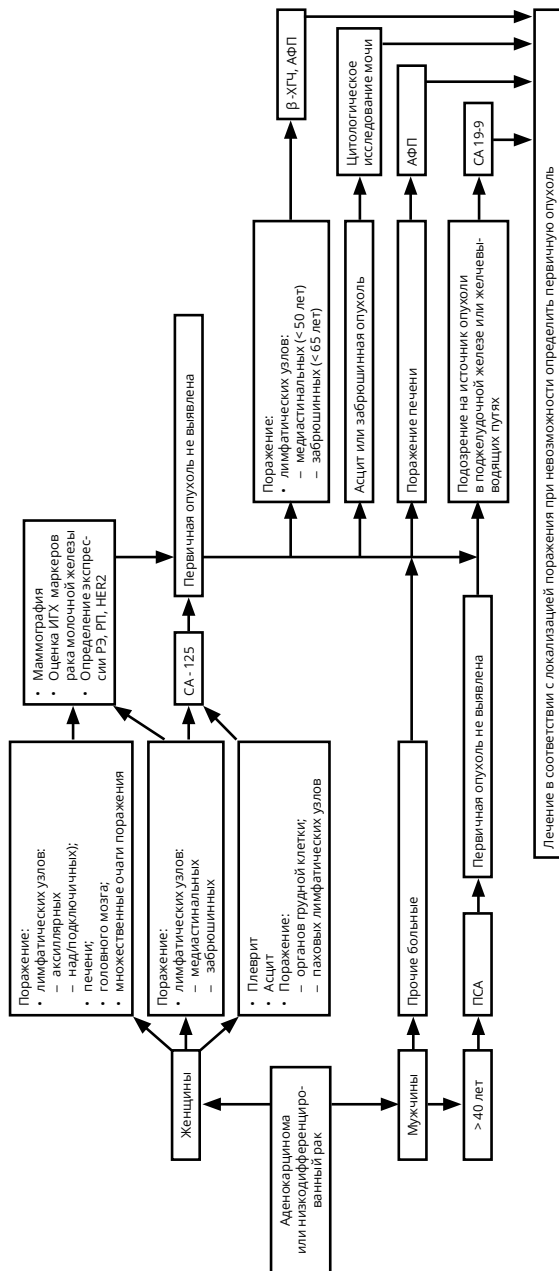 Аденокарцинома
или низкодифференциро-
ванный рак
Женщины
Мужчины
> 40 лет
Поражение:
• лимфатических узлов:
– аксиллярных
– над/подключичных);
• печени;
• головного мозга;
• множественные очаги поражения
Поражение:
• лимфатических узлов:
– медиастинальных
– забрюшинных
• Плеврит
• Асцит
• Поражение:
– органов грудной клетки;
– паховых лимфатических узлов
Прочие больные
ПСА
• Маммография
• Оценка ИГХ маркеров
рака молочной железы
• Определение экспрес-
сии РЭ, РП, HER2
СА - 125
Первичная опухоль не выявлена
Первичная опухоль не выявлена
Поражение:
• лимфатических узлов:
– медиастинальных (< 50 лет)
– забрюшинных (< 65 лет)
Асцит или забрюшинная опухоль
Поражение печени
Подозрение на источник опухоли
в поджелудочной железе или желчевы-
водящих путях
β -ХГЧ, АФП
Цитологическое
исследование мочи
АФП
СА 19-9
Лечение в соответствии с локализацией поражения при невозможности определить первичную опухоль